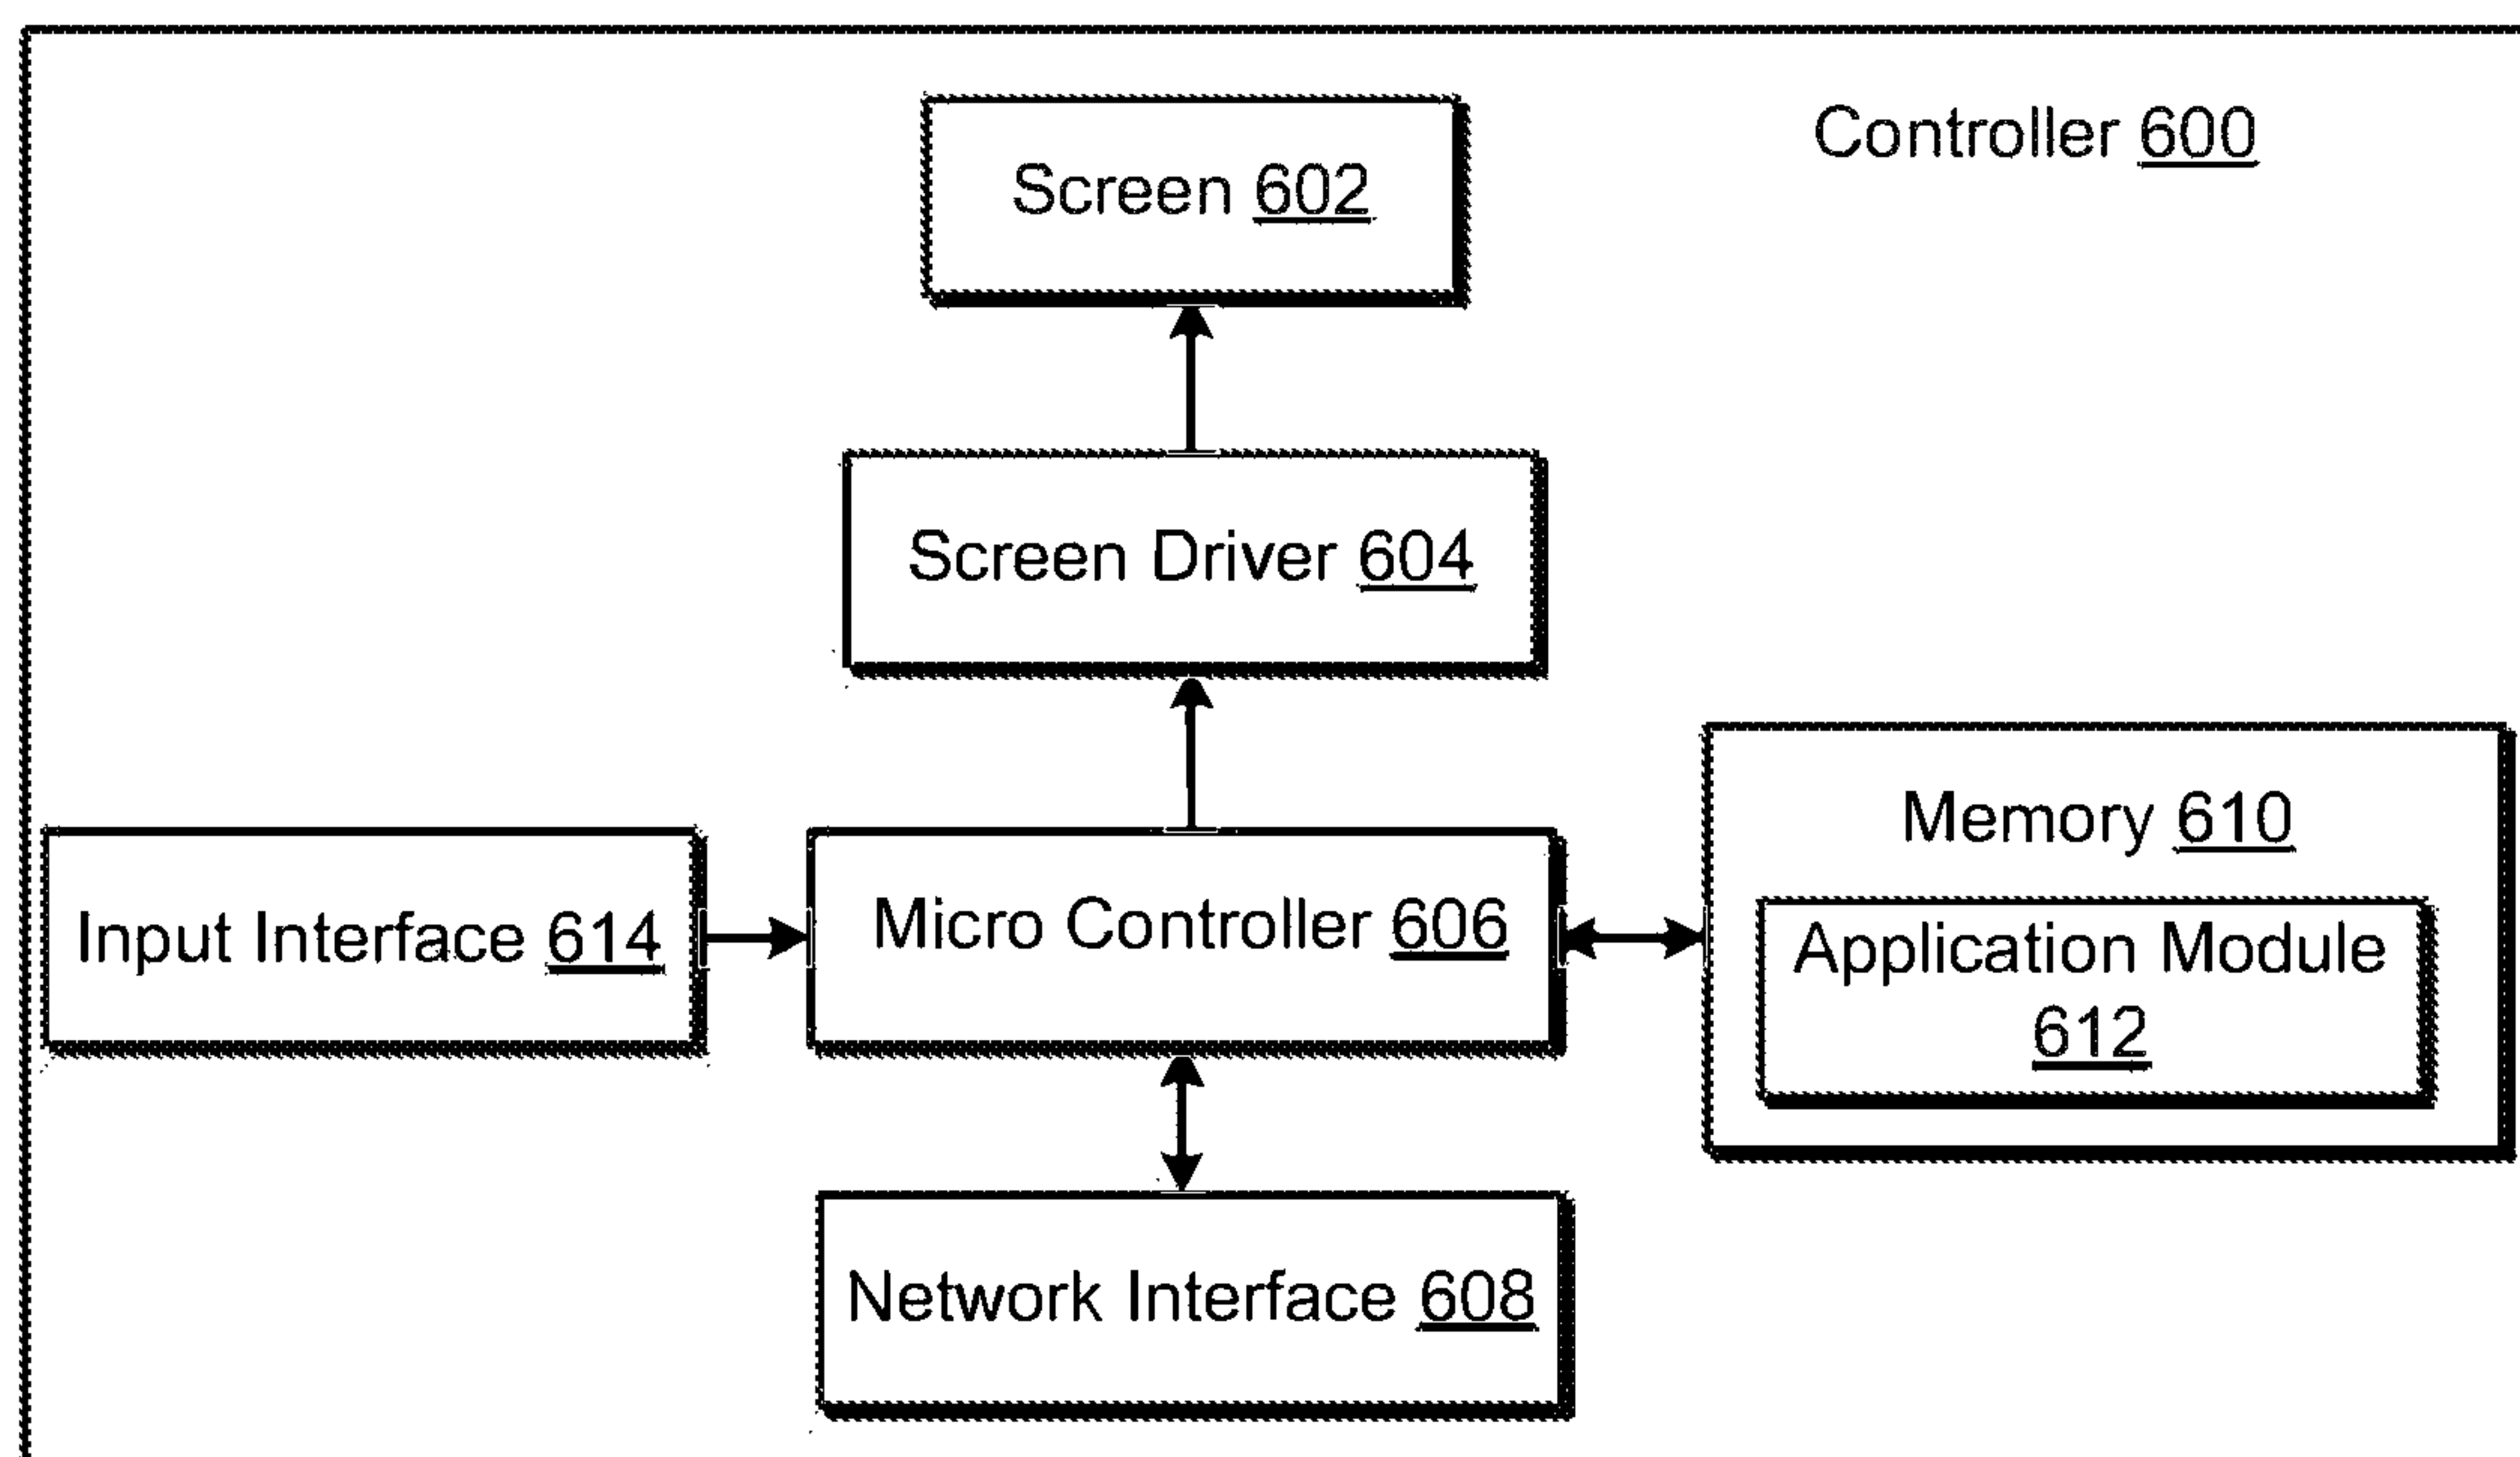 Controller 600
Screen 602
Screen Driver 604
Memory 610
Input Interface 614
Micro Controller 606
Application Module
612
Network Interface 608